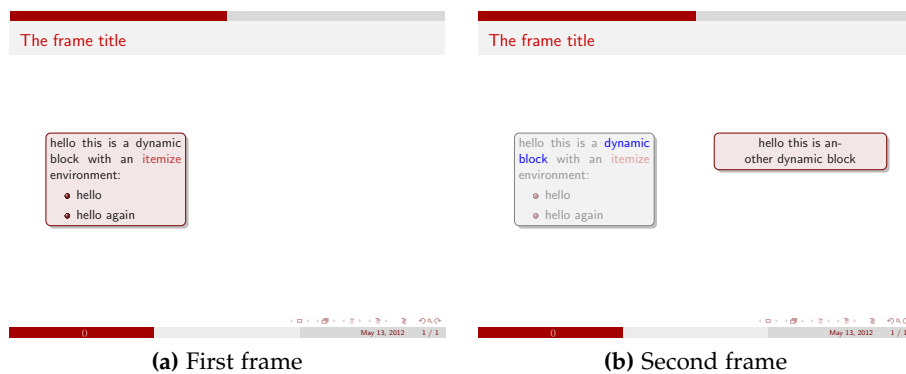 The frame title
hello this is a dynamic
block with an itemize
environment:
hello
hello again
()
May 13, 2012 1 / 1
(a) First frame
The frame title
hello this is a dynamic
block with an itemize
environment:
hello
hello again
hello this is an-
other dynamic block
()
May 13, 2012 1 / 1
(b) Second frame